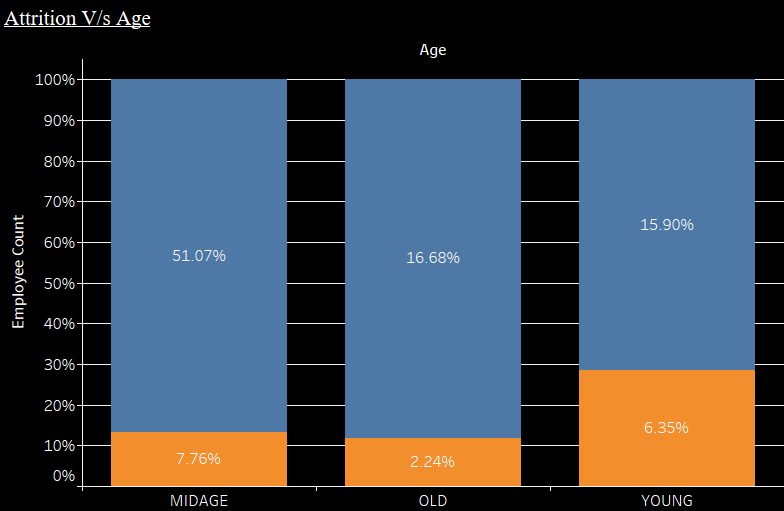 Attrition V/s Age
Age
Employee Count
100%
90%
80%
70%
60%
50%
40%
30%
20%
10%
0%
51.07%
16.68%
15.90%
7.76%
2.24%
6.35%
MIDAGE
OLD
YOUNG